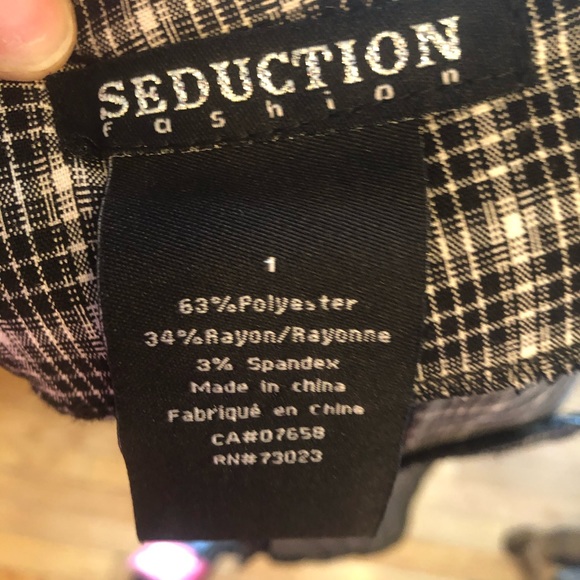 SEDUCTION
fashion
1
63%Polyester
34%Rayon/Rayonne
3% Spandex
Made in china
Fabriqué en Chine
CA#07658
RN#73023